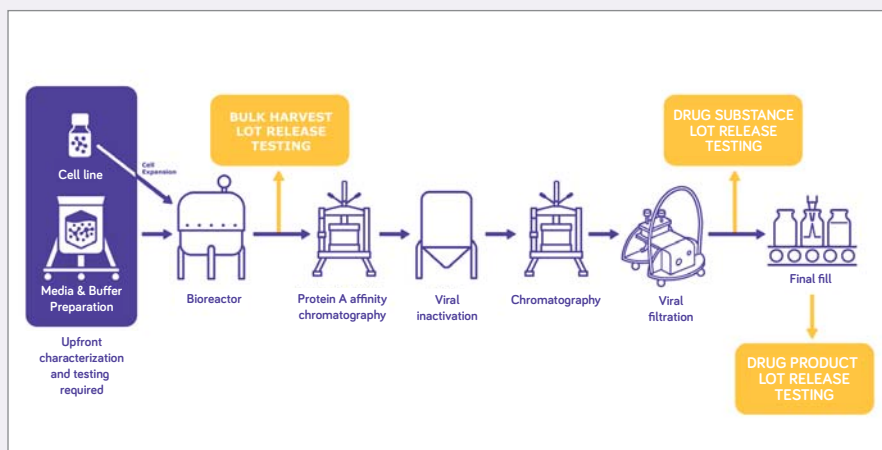 Cell line
Cell
Expansion
Media & Buffer
Preparation
Upfront
characterization
and testing
required
BULK HARVEST
LOT RELEASE
TESTING
Bioreactor
Protein A affinity
chromatography
Viral
inactivation
Chromatography
Viral
filtration
DRUG SUBSTANCE
LOT RELEASE
TESTING
Final fill
DRUG PRODUCT
LOT RELEASE
TESTING